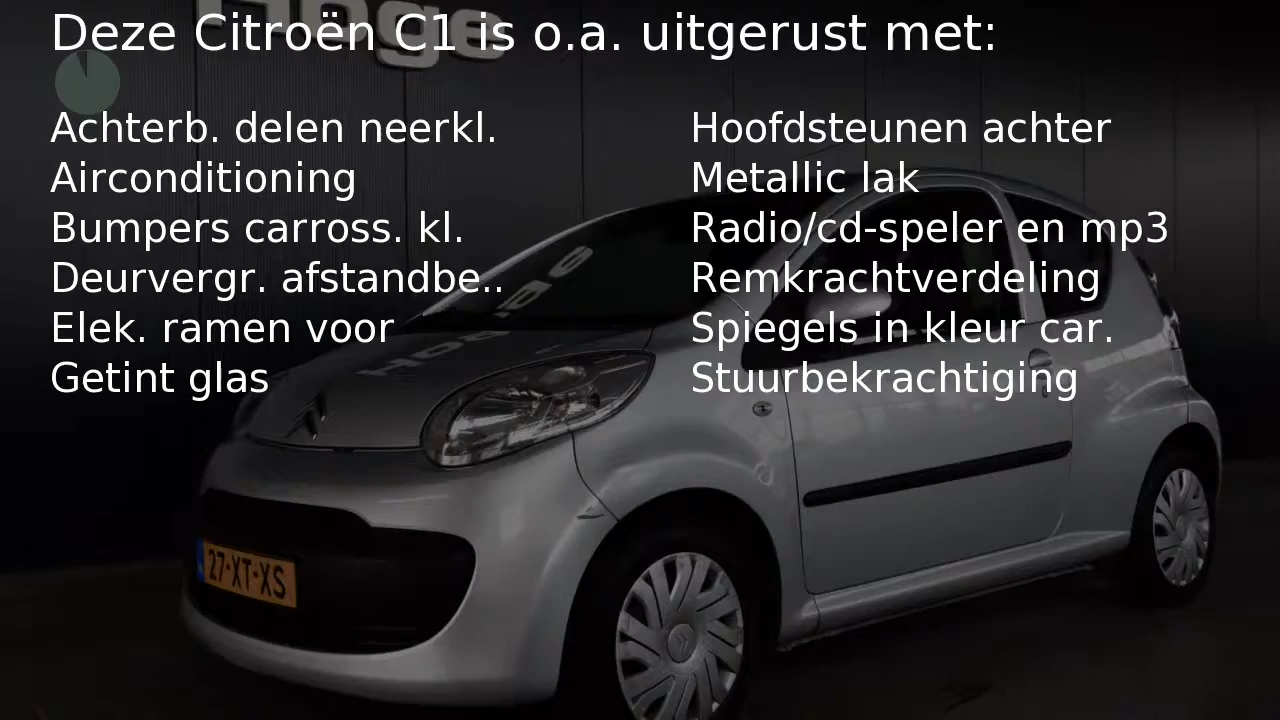 Deze Citroën C1 is o.a. uitgerust met:
Achterb. delen neerkl.
Airconditioning
Bumpers carross. kl.
Deurvergr. afstandbe..
Elek. ramen voor
Getint glas
Hoofdsteunen achter
Metallic lak
Radio/cd-speler en mp3
Remkrachtverdeling
Spiegels in kleur car.
Stuurbekrachtiging
27-XT-XS